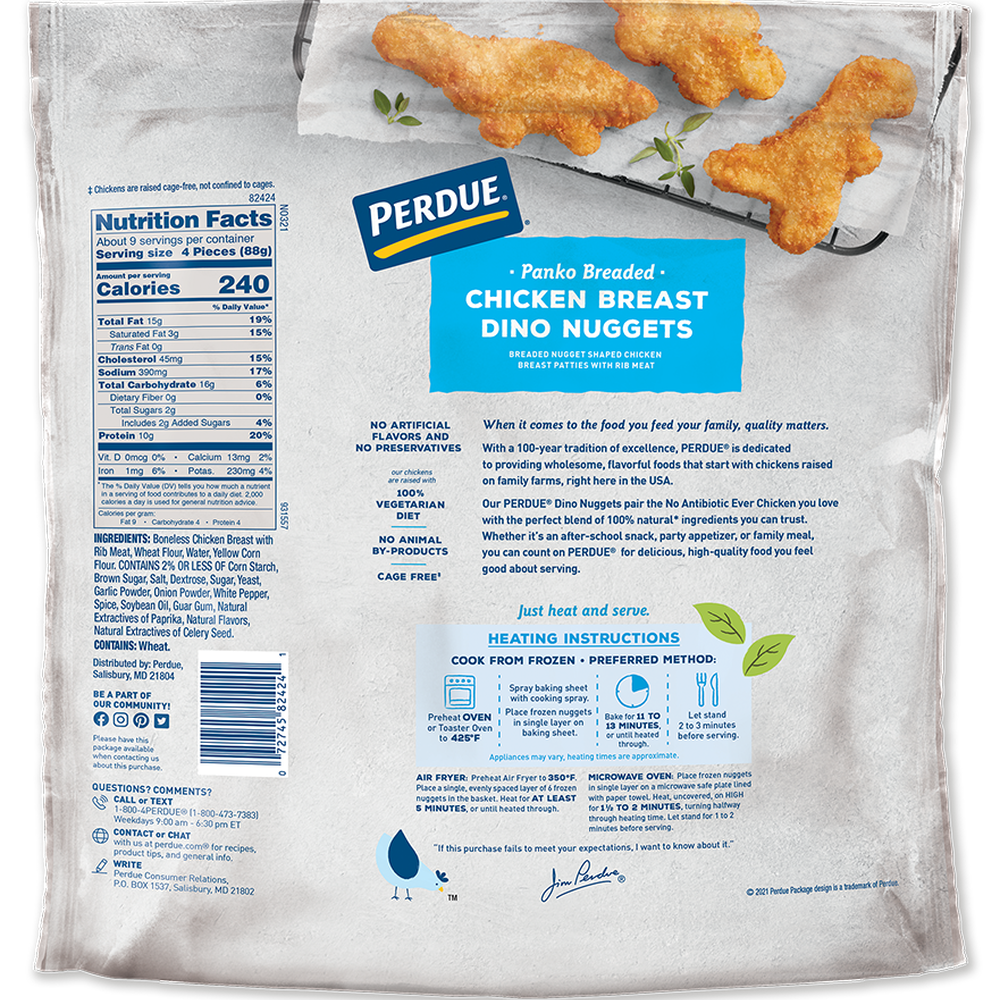 ‡ Chickens are raised cage-free, not confined to cages.
82424
N0321
Nutrition Facts
About 9 servings per container
Serving size 4 Pieces (88g)
Amount per serving
Calories 240
% Daily Value*
Total Fat 15g 19%
Saturated Fat 3g 15%
Trans Fat 0g
Cholesterol 45mg 15%
Sodium 390mg 17%
Total Carbohydrate 16g 6%
Dietary Fiber 0g 0%
Total Sugars 2g
Includes 2g Added Sugars 4%
Protein 10g 20%
Vit. D 0mcg 0% • Calcium 13mg 2%
Iron 1mg 6% • Potas. 230mg 4%
*The % Daily Value (DV) tells you how much a nutrient
in a serving of food contributes to a daily diet. 2,000
calories a day is used for general nutrition advice.
Calories per gram:
Fat 9 • Carbohydrate 4 • Protein 4
931557
INGREDIENTS: Boneless Chicken Breast with
Rib Meat, Wheat Flour, Water, Yellow Corn
Flour. CONTAINS 2% OR LESS OF Corn Starch,
Brown Sugar, Salt, Dextrose, Sugar, Yeast,
Garlic Powder, Onion Powder, White Pepper,
Spice, Soybean Oil, Guar Gum, Natural
Extractives of Paprika, Natural Flavors,
Natural Extractives of Celery Seed.
CONTAINS: Wheat.
Distributed by: Perdue,
Salisbury, MD 21804
BE A PART OF
OUR COMMUNITY!
Please have this
package available
when contacting us
about this purchase.
0 72745 82424 1
QUESTIONS? COMMENTS?
CALL or TEXT
1-800-4PERDUE® (1-800-473-7383)
Weekdays 9:00 am - 6:30 pm ET
CONTACT or CHAT
with us at perdue.com® for recipes,
product tips, and general info.
WRITE
Perdue Consumer Relations,
P.O. BOX 1537, Salisbury, MD 21802
PERDUE®
· Panko Breaded ·
CHICKEN BREAST
DINO NUGGETS
BREADED NUGGET SHAPED CHICKEN
BREAST PATTIES WITH RIB MEAT
NO ARTIFICIAL
FLAVORS AND
NO PRESERVATIVES
our chickens
are raised with
100%
VEGETARIAN
DIET
NO ANIMAL
BY-PRODUCTS
CAGE FREE‡
When it comes to the food you feed your family, quality matters.
With a 100-year tradition of excellence, PERDUE® is dedicated
to providing wholesome, flavorful foods that start with chickens raised
on family farms, right here in the USA.
Our PERDUE® Dino Nuggets pair the No Antibiotic Ever Chicken you love
with the perfect blend of 100% natural* ingredients you can trust.
Whether it's an after-school snack, party appetizer, or family meal,
you can count on PERDUE® for delicious, high-quality food you feel
good about serving.
Just heat and serve.
HEATING INSTRUCTIONS
COOK FROM FROZEN • PREFERRED METHOD:
Preheat OVEN
or Toaster Oven
to 425°F
Spray baking sheet
with cooking spray.
Place frozen nuggets
in single layer on
baking sheet.
Bake for 11 TO
13 MINUTES,
or until heated
through.
Let stand
2 to 3 minutes
before serving.
Appliances may vary, heating times are approximate.
AIR FRYER: Preheat Air Fryer to 350°F.
Place a single, evenly spaced layer of 6 frozen
nuggets in the basket. Heat for AT LEAST
5 MINUTES, or until heated through.
MICROWAVE OVEN: Place frozen nuggets
in single layer on a microwave safe plate lined
with paper towel. Heat, uncovered, on HIGH
for 1½ TO 2 MINUTES, turning halfway
through heating time. Let stand for 1 to 2
minutes before serving.
"If this product fails to meet your expectations, I want to know about it."
Jim Perdue®
TM
© 2021 Perdue Package design is a trademark of Perdue.